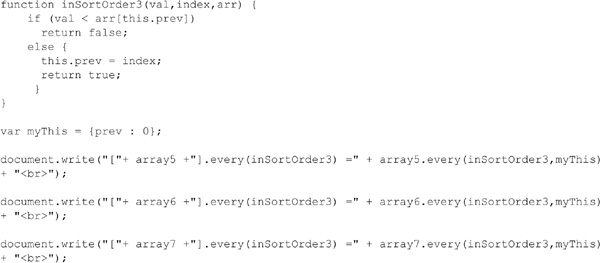 function inSortOrder3(val,index,arr) {
    if (val < arr[this.prev])
      return false;
    else {
      this.prev = index;
      return true;
     }
}
var myThis = {prev : 0};
document.write("["+ array5 +"].every(inSortOrder3) =" + array5.every(inSortOrder3,myThis)
+ "<br>");
document.write("["+ array6 +"].every(inSortOrder3) =" + array6.every(inSortOrder3,myThis)
+ "<br>");
document.write("["+ array7 +"].every(inSortOrder3) =" + array7.every(inSortOrder3,myThis)
+ "<br>");